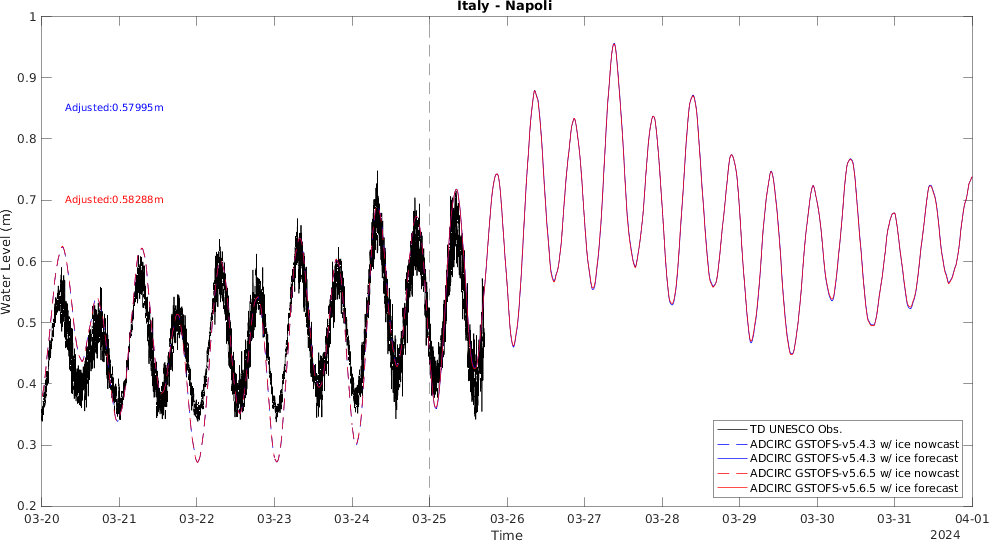 Italy - Napoli
1
0.9
0.8
0.7
0.6
0.5
0.4
0.3
0.2
Water Level (m)
Adjusted:0.57995m
Adjusted:0.58288m
TD UNESCO Obs.
ADCIRC GSTOFS-v5.4.3 w/ ice nowcast
ADCIRC GSTOFS-v5.4.3 w/ ice forecast
ADCIRC GSTOFS-v5.6.5 w/ ice nowcast
ADCIRC GSTOFS-v5.6.5 w/ ice forecast
03-20 03-21 03-22 03-23 03-24 03-25 03-26 03-27 03-28 03-29 03-30 03-31 04-01
Time
2024